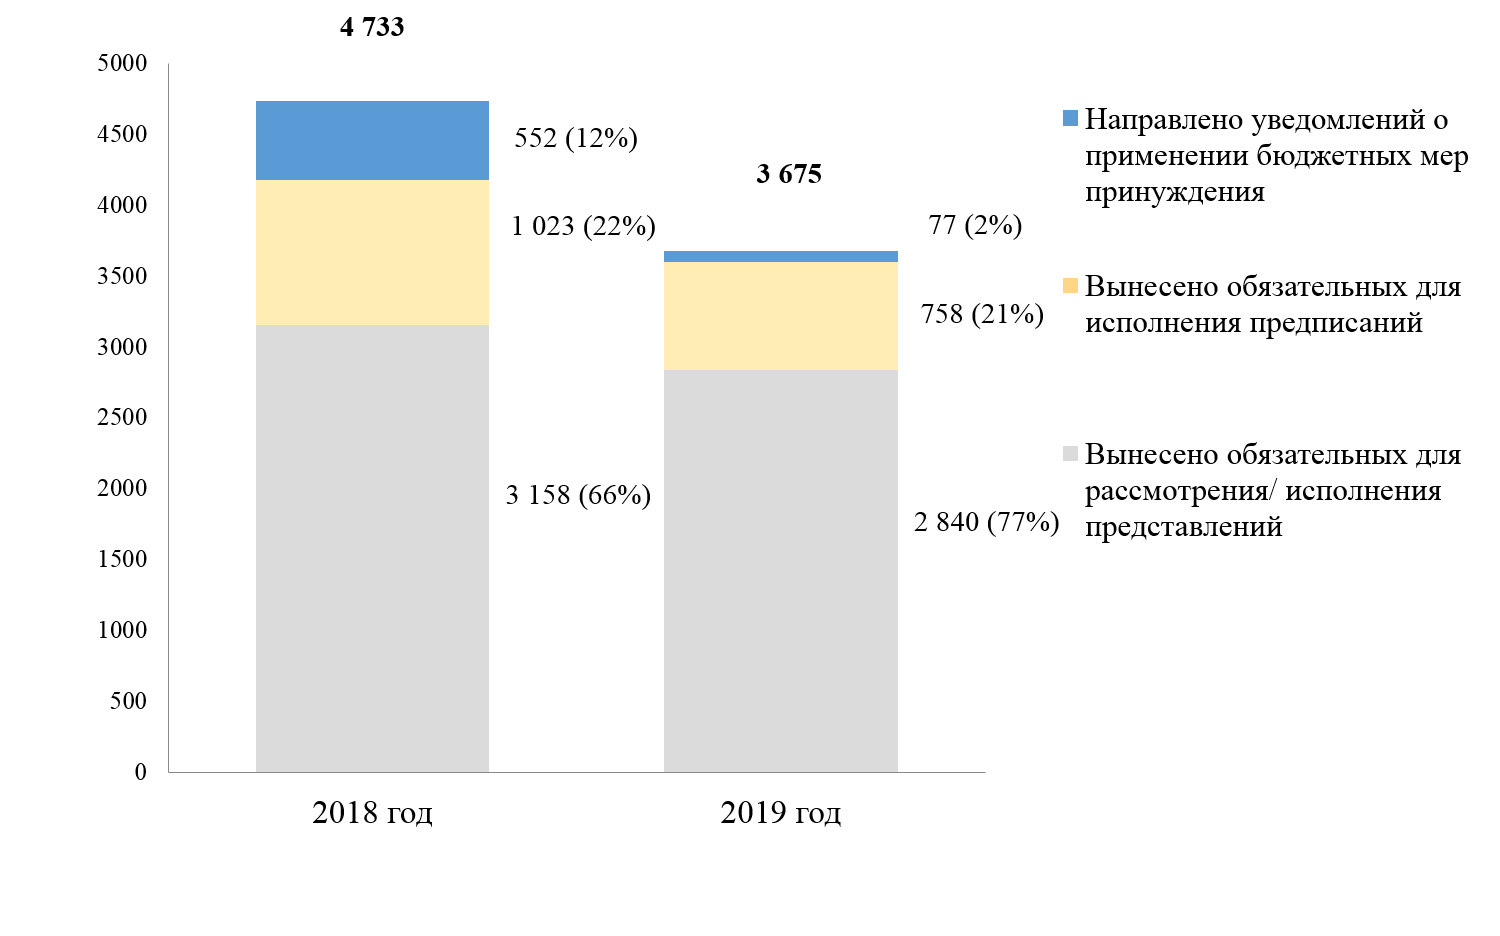 4 733
5000
4500
4000
3500
3000
2500
2000
1500
1000
500
0
552 (12%)
1 023 (22%)
3 158 (66%)
3 675
77 (2%)
758 (21%)
2 840 (77%)
2018 год
2019 год
Направлено уведомлений о
применении бюджетных мер
принуждения
Вынесено обязательных для
исполнения предписаний
Вынесено обязательных для
рассмотрения/ исполнения
представлений